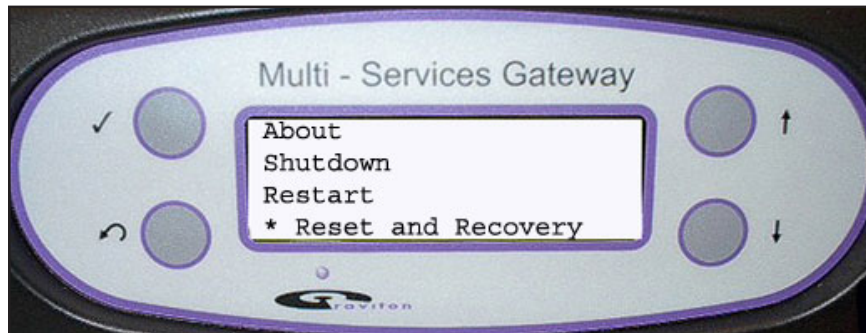 Multi - Services Gateway
About
Shutdown
Restart
* Reset and Recovery
Graviton